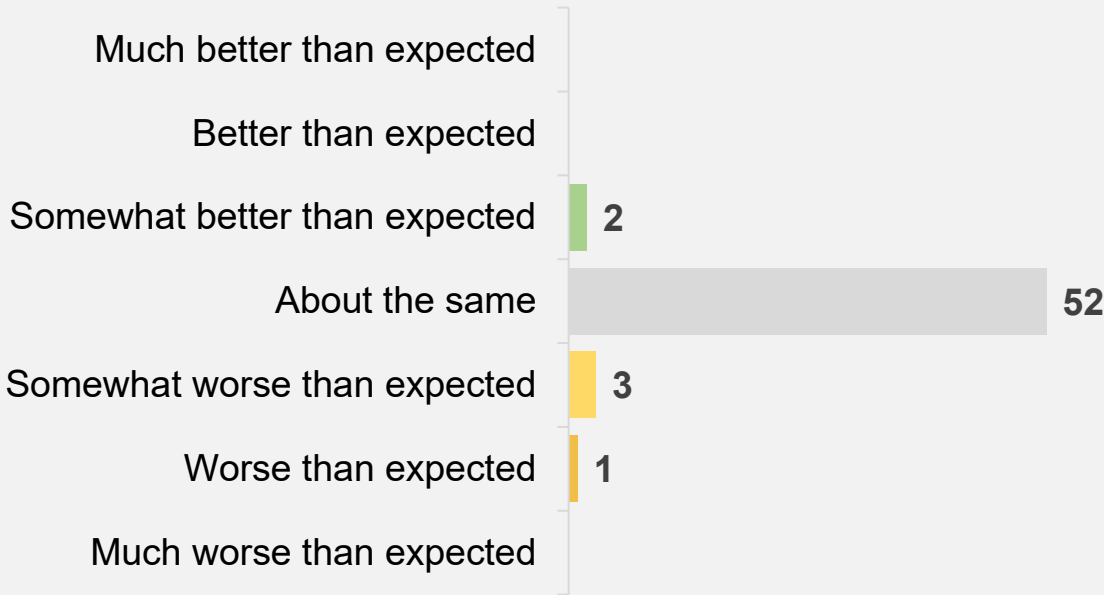 Much better than expected
Better than expected
Somewhat better than expected 2
About the same 52
Somewhat worse than expected 3
Worse than expected 1
Much worse than expected